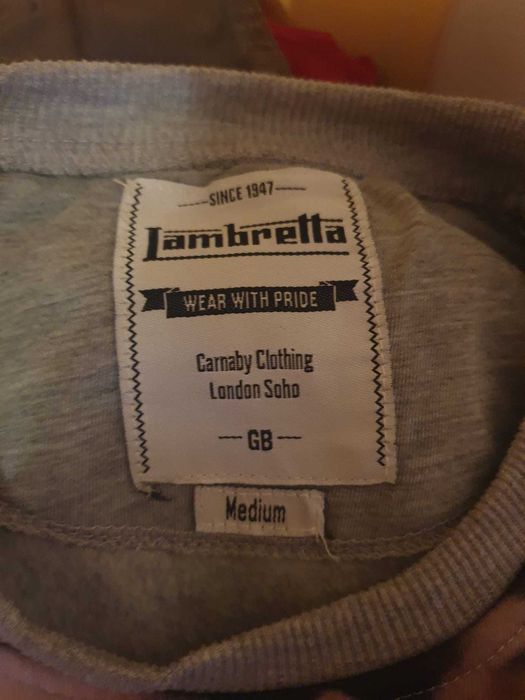 SINCE 1947
Lambretta
WEAR WITH PRIDE
Carnaby Clothing
London Soho
GB
Medium